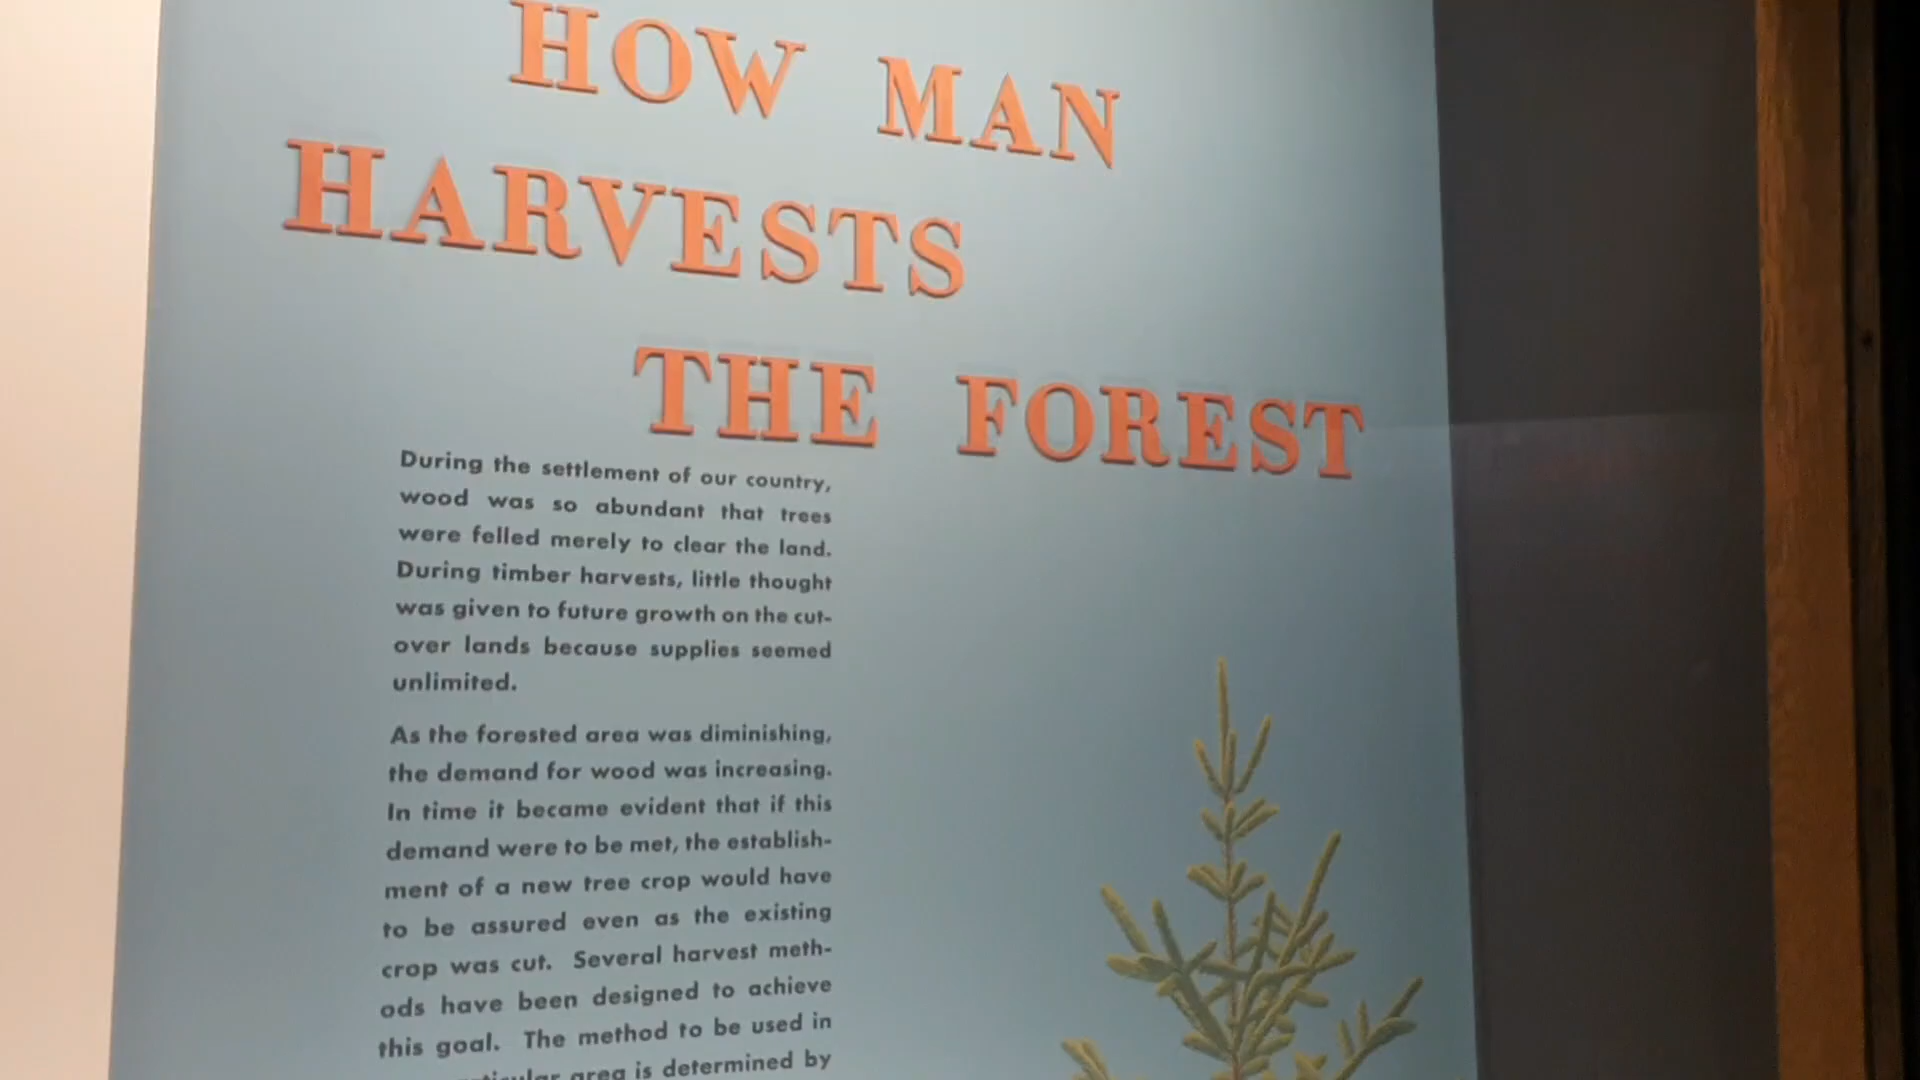 HOW MAN
HARVESTS
THE FOREST
During the settlement of our country,
wood was so abundant that trees
were felled merely to clear the land.
During timber harvests, little thought
was given to future growth on the cut-
over lands because supplies seemed
unlimited.
As the forested area was diminishing,
the demand for wood was increasing.
In time it became evident that if this
demand were to be met, the establish-
ment of a new tree crop would have
to be assured even as the existing
crop was cut. Several harvest meth-
ods have been designed to achieve
this goal. The method to be used in
area is determined by